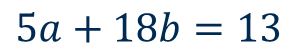 5a + 18b = 13